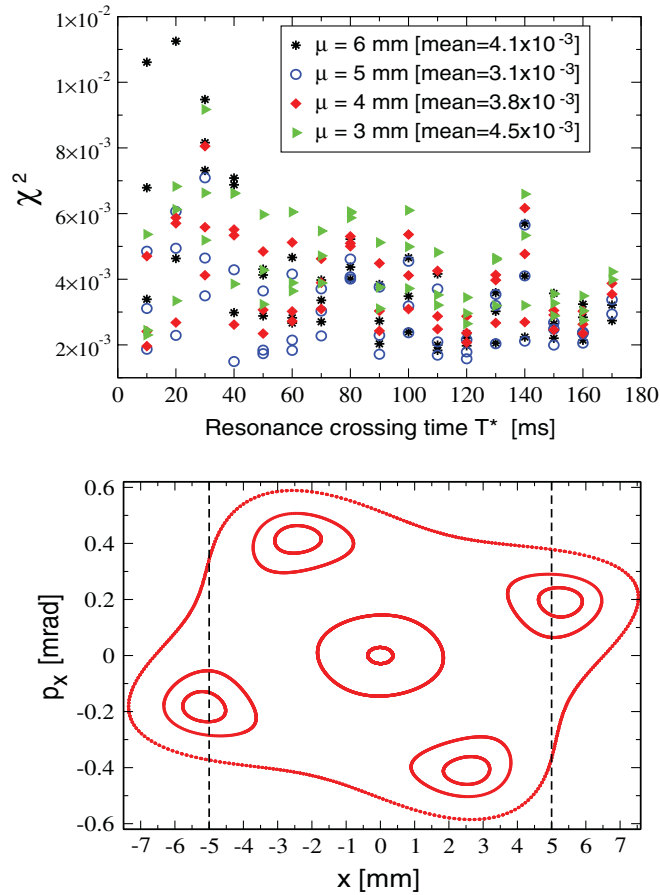 1×10⁻²
1×10⁻²
8×10⁻³
6×10⁻³
4×10⁻³
2×10⁻³
χ²
μ = 6 mm [mean=4.1x10⁻³]
μ = 5 mm [mean=3.1x10⁻³]
μ = 4 mm [mean=3.8x10⁻³]
μ = 3 mm [mean=4.5x10⁻³]
0 20 40 60 80 100 120 140 160 180
Resonance crossing time T* [ms]
0.6
0.4
0.2
0
-0.2
-0.4
-0.6
pₓ [mrad]
-7 -6 -5 -4 -3 -2 -1 0 1 2 3 4 5 6 7
x [mm]